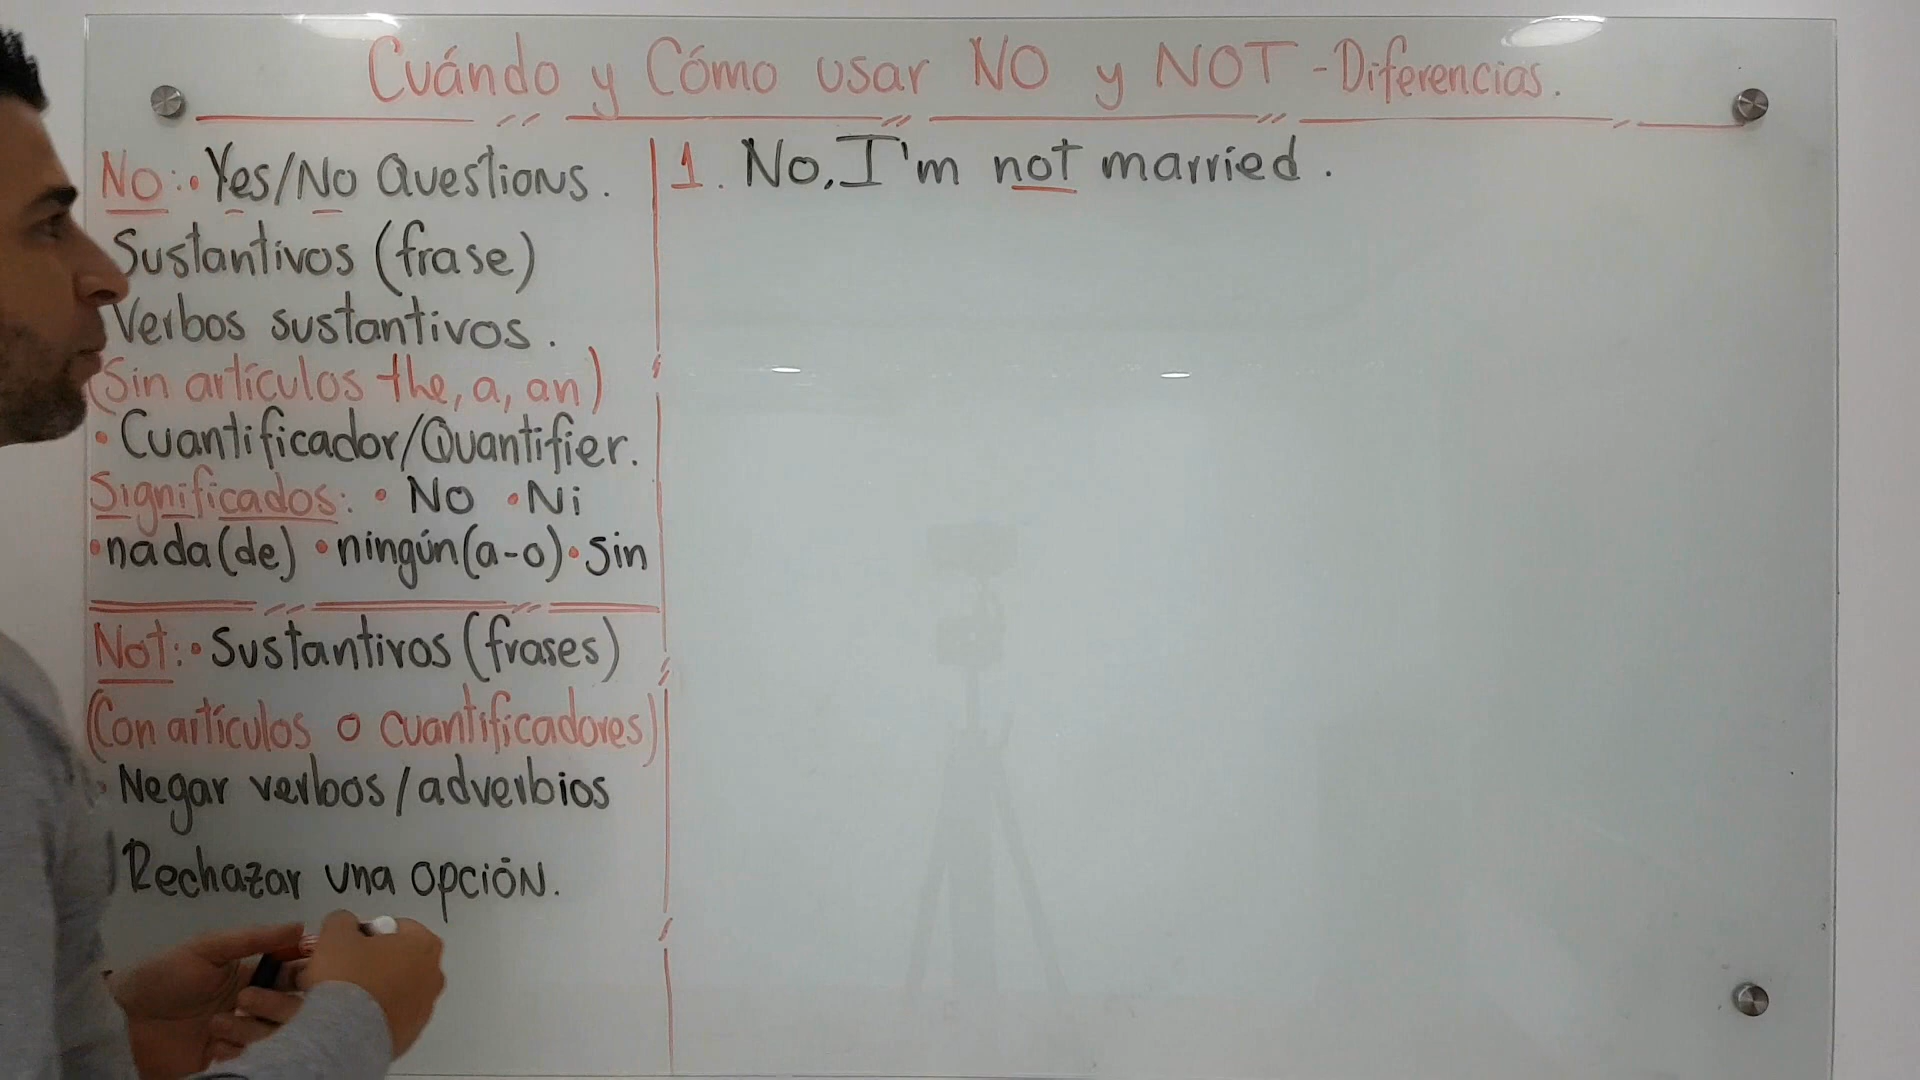 Cuándo y Cómo usar NO y NOT - Diferencias.
No: • Yes/No Questions.
Sustantivos (frase)
Verbos sustantivos.
(Sin artículos the, a, an)
• Cuantificador/Quantifier.
Significados: • No • Ni
• nada(de) • ningún(a-o) • Sin
Not: • Sustantivos (frases)
(Con artículos o cuantificadores)
• Negar verbos/adverbios
Rechazar una opción.
1. No, I'm not married.